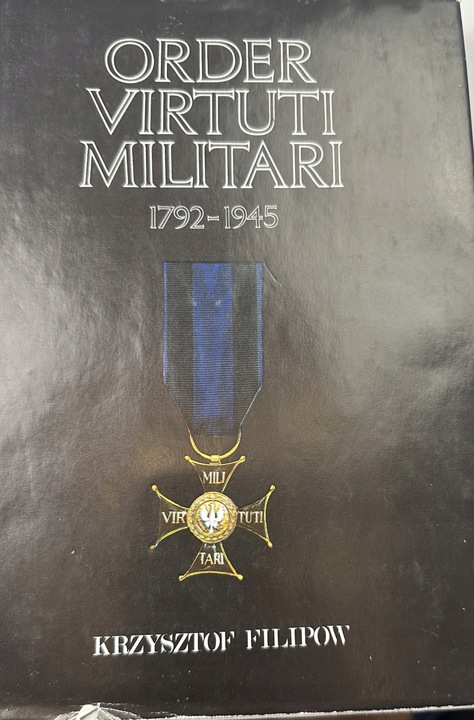 ORDER
VIRTUTI
MILITARI
1792-1945
MILI
VIR TUTI
TARI
KRZYSZTOF FILIPOW